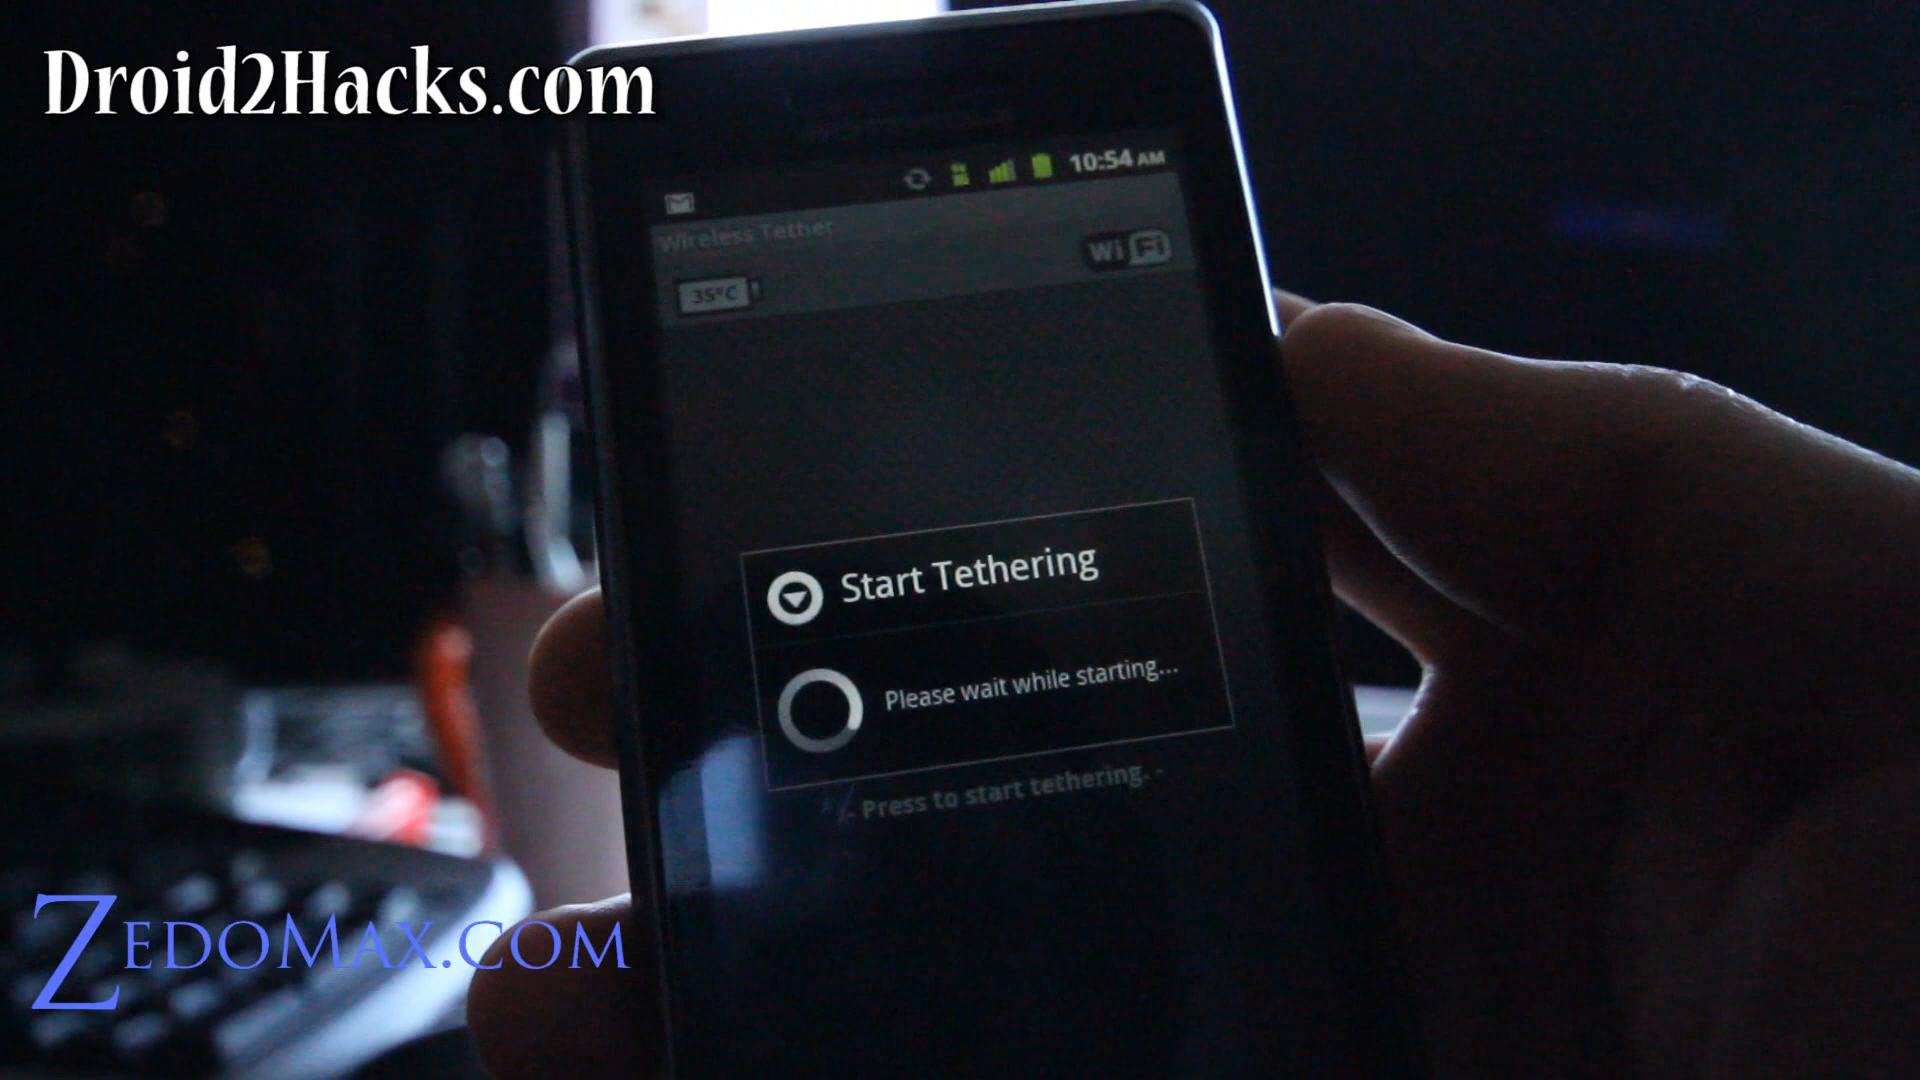 Droid2Hacks.com
10:54 AM
Wireless Tether
WiFi
35°C
Start Tethering
Please wait while starting...
- Press to start tethering. -
ZedoMax.com